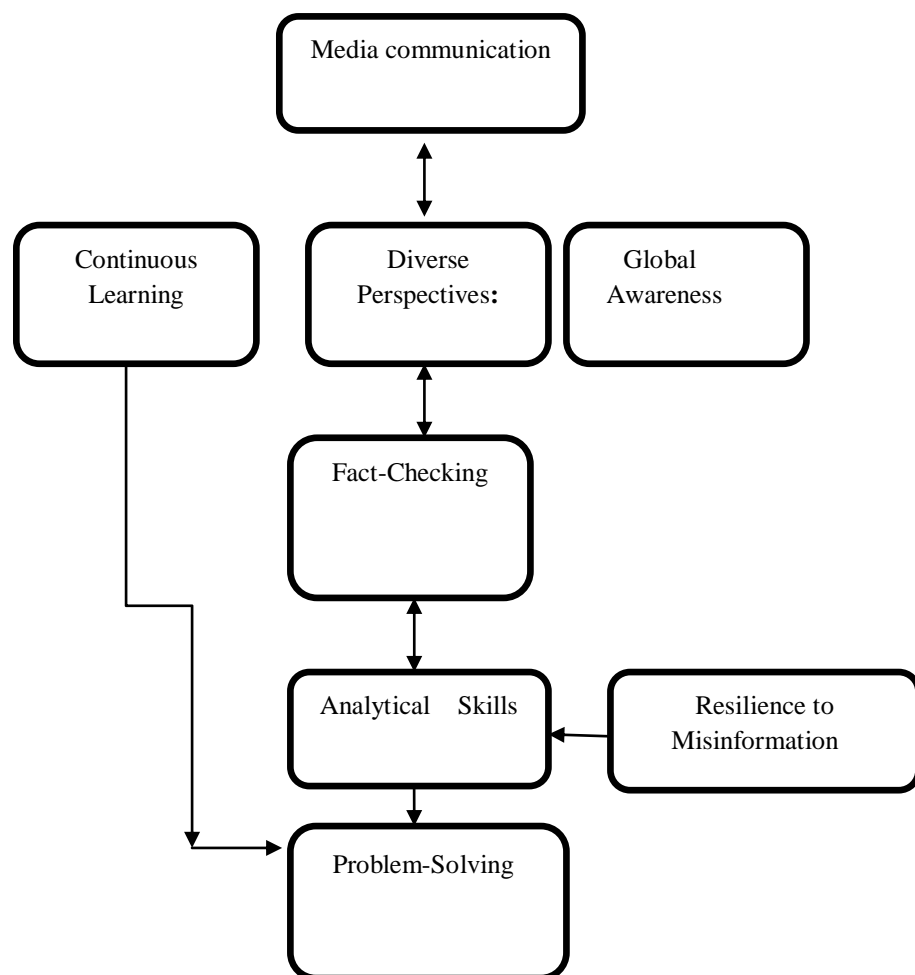 Media communication
Continuous
Learning
Diverse
Perspectives:
Global
Awareness
Fact-Checking
Analytical Skills
Resilience to
Misinformation
Problem-Solving